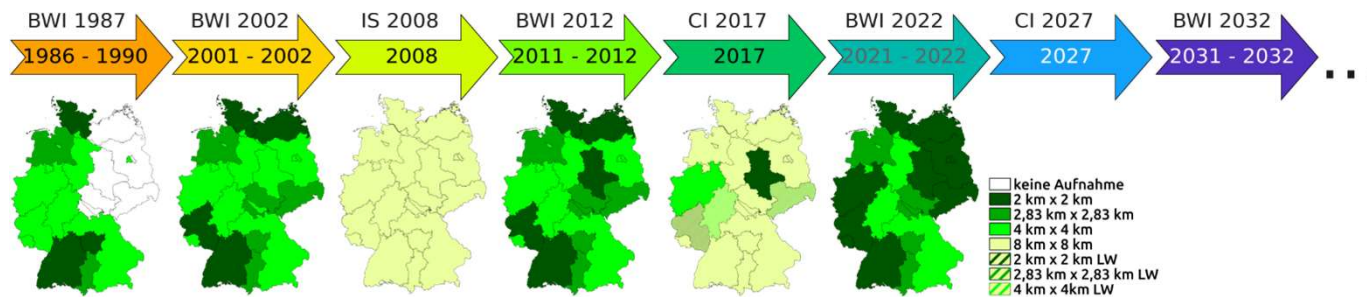 BWI 1987 BWI 2002 IS 2008 BWI 2012 CI 2017 BWI 2022 CI 2027 BWI 2032
1986 - 1990 2001 - 2002 2008 2011 - 2012 2017 2021 - 2022 2027 2031 - 2032 ...
keine Aufnahme
2 km x 2 km
2,83 km x 2,83 km
4 km x 4 km
8 km x 8 km
2 km x 2 km LW
2,83 km x 2,83 km LW
4 km x 4km LW